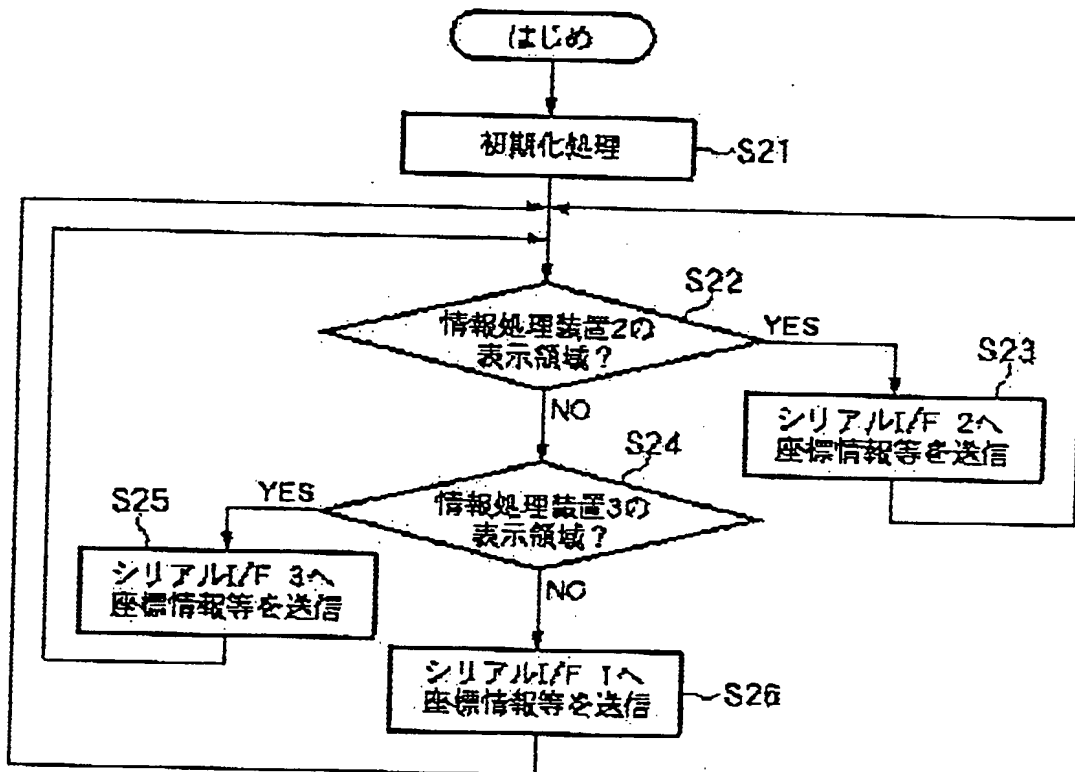 はじめ
初期化処理
S21
S22
情報処理装置2の
表示領域?
YES
S23
シリアルI/F 2へ
座標情報等を送信
NO
S24
情報処理装置3の
表示領域?
YES
S25
シリアルI/F 3へ
座標情報等を送信
NO
シリアルI/F 1へ
座標情報等を送信
S26